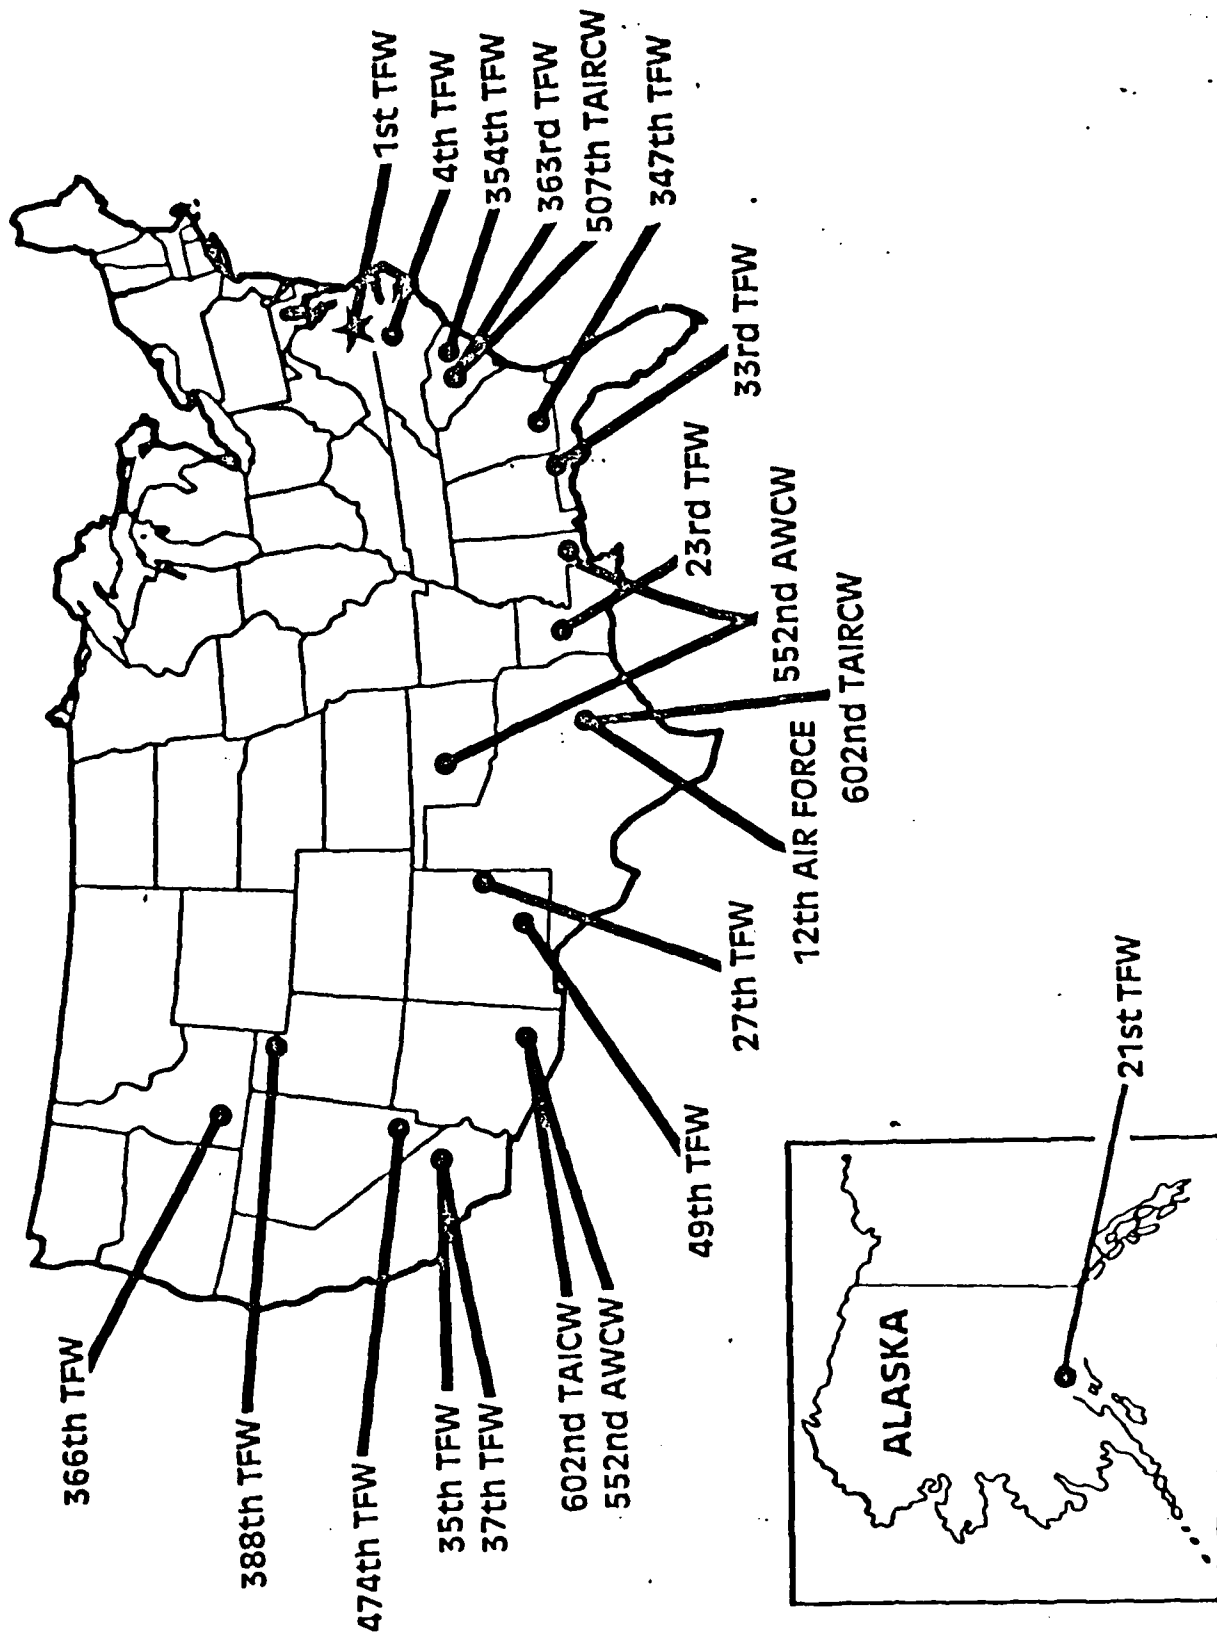 366th TFW
388th TFW
474th TFW
35th TFW
37th TFW
602nd TAICW
552nd AWCW
49th TFW
27th TFW
12th AIR FORCE
602nd TAIRCW
552nd AWCW
23rd TFW
33rd TFW
347th TFW
507th TAIRCW
363rd TFW
354th TFW
4th TFW
1st TFW
ALASKA
21st TFW